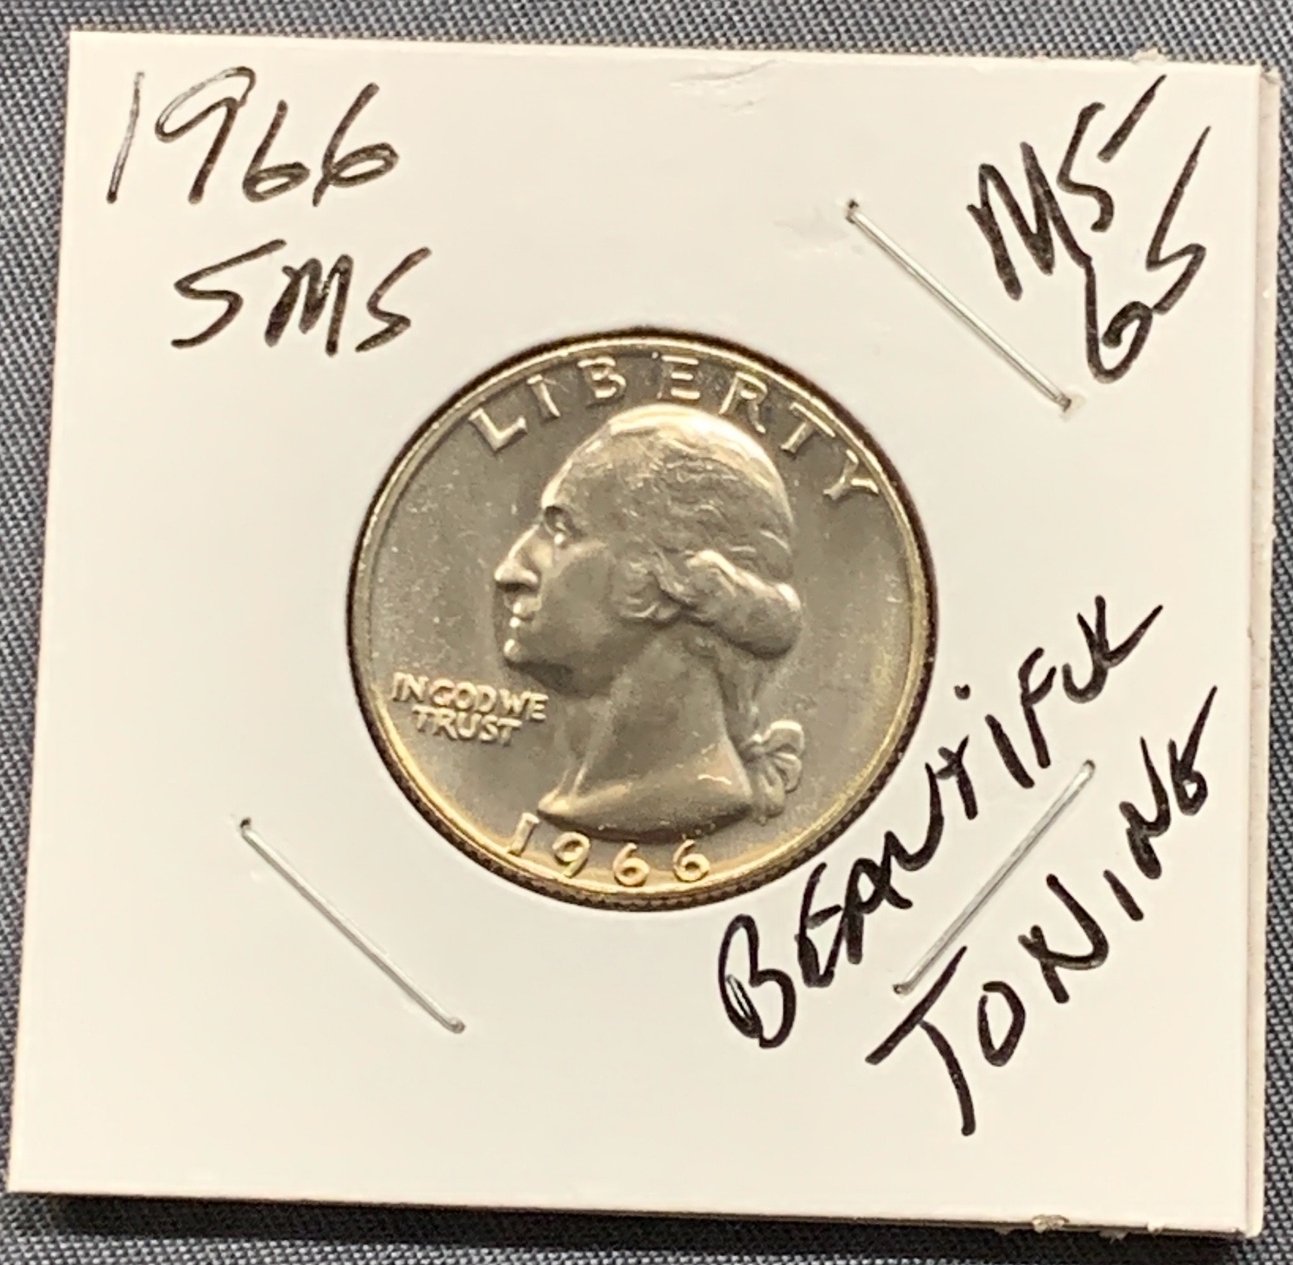 1966
SMS
MS
65
LIBERTY
IN GOD WE
TRUST
1966
BEAUTIFUL
TONING